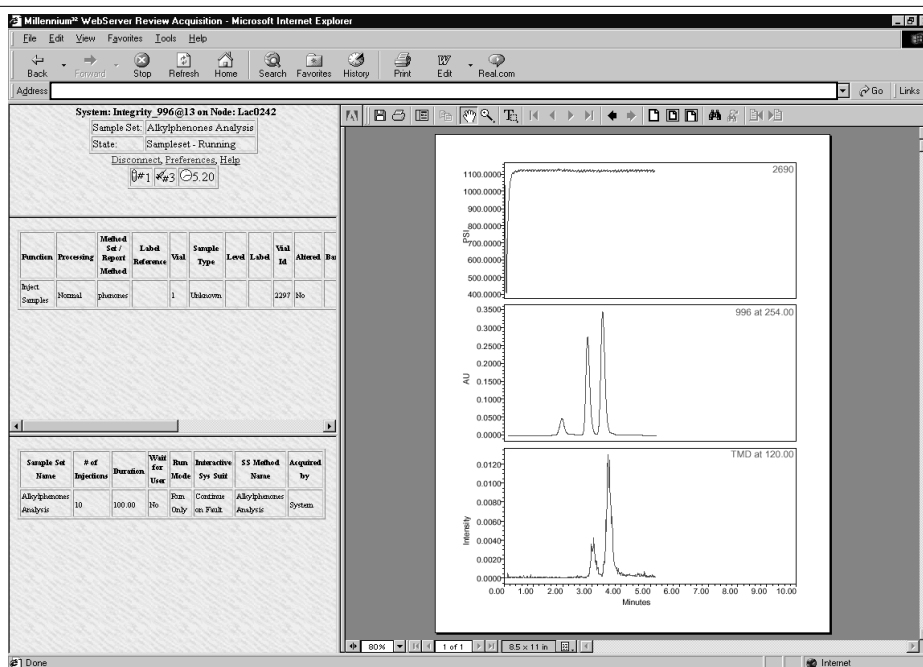 Millennium³² WebServer Review Acquisition - Microsoft Internet Explorer
File Edit View Favorites Tools Help
Back Forward Stop Refresh Home Search Favorites History Print Edit Real.com
Address Go Links
System: Integrity_996@13 on Node: Lac0242
Sample Set: Alkylphenones Analysis
State: Sampleset - Running
Disconnect, Preferences, Help
#1 #3 5.20
Function Processing Method Set / Report Method Label Reference Vial Sample Type Level Label Vial Id Altered
Inject Samples Normal phenones 1 Unknown 2297 No
Sample Set Name # of Injections Duration Wait for User Run Mode Interactive Sys Suit SS Method Name Acquired by
Alkylphenones Analysis 10 100.00 No Run Only Continue on Fault Alkylphenones Analysis System
2690
PSI
1100.0000
1000.0000
900.0000
800.0000
700.0000
600.0000
500.0000
400.0000
996 at 254.00
AU
0.3500
0.3000
0.2500
0.2000
0.1500
0.1000
0.0500
0.0000
TMD at 120.00
Intensity
0.0120
0.0100
0.0080
0.0060
0.0040
0.0020
0.0000
0.00 1.00 2.00 3.00 4.00 5.00 6.00 7.00 8.00 9.00 10.00
Minutes
80% 1 of 1 8.5 x 11 in
Done Internet